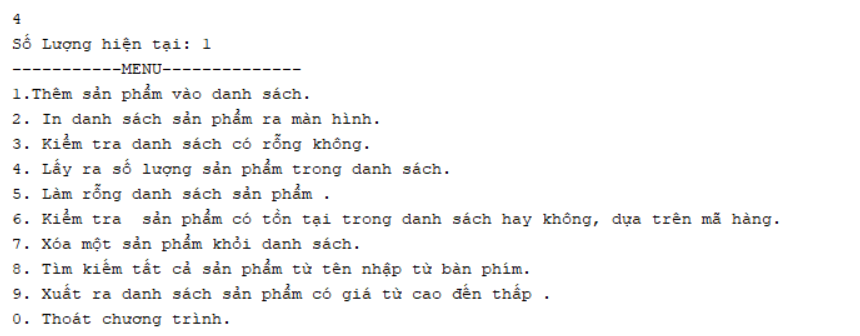 4
Số Lượng hiện tại: 1
-----------MENU--------------
1.Thêm sản phẩm vào danh sách.
2. In danh sách sản phẩm ra màn hình.
3. Kiểm tra danh sách có rỗng không.
4. Lấy ra số lượng sản phẩm trong danh sách.
5. Làm rỗng danh sách sản phẩm .
6. Kiểm tra  sản phẩm có tồn tại trong danh sách hay không, dựa trên mã hàng.
7. Xóa một sản phẩm khỏi danh sách.
8. Tìm kiếm tất cả sản phẩm từ tên nhập từ bàn phím.
9. Xuất ra danh sách sản phẩm có giá từ cao đến thấp .
0. Thoát chương trình.